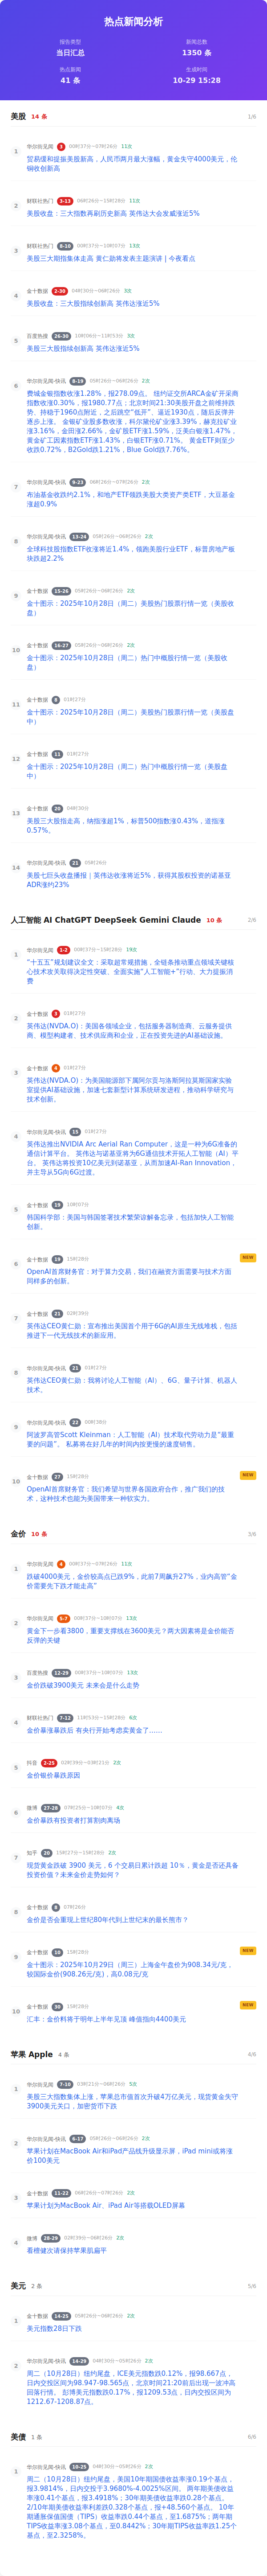 热点新闻分析
报告类型
新闻总数
当日汇总
1350 条
热点新闻
生成时间
41 条
10-29 15:28
美股 14 条
1/6
1
华尔街见闻 3 00时37分~07时26分 11次
贸易缓和提振美股新高，人民币两月最大涨幅，黄金失守4000美元，伦
铜收创新高
2
财联社热门 3-13 06时26分~15时28分 11次
美股收盘：三大指数再刷历史新高 英伟达大会发威涨近5%
3
财联社热门 8-10 00时37分~10时07分 13次
美股三大期指集体走高 黄仁勋将发表主题演讲 | 今夜看点
4
金十数据 2-30 04时30分~06时26分 3次
美股收盘：三大股指续创新高 英伟达涨近5%
5
百度热搜 26-30 10时06分~11时53分 3次
美股三大股指续创新高 英伟达涨近5%
6
华尔街见闻-快讯 8-19 05时26分~06时26分 2次
费城金银指数收涨1.28%，报278.09点。 纽约证交所ARCA金矿开采商
指数收涨0.30%，报1980.77点；北京时间21:30美股开盘之前维持跌
势、持稳于1960点附近，之后跳空“低开”、逼近1930点，随后反弹并
逐步上涨。 金银矿业股多数收涨，科尔黛伦矿业涨3.39%，赫克拉矿业
涨3.16%，金田涨2.66%，金矿股ETF涨1.59%，泛美白银涨1.47%，
黄金矿工因素指数ETF涨1.43%，白银ETF涨0.71%。 黄金ETF则至少
收跌0.72%，B2Gold跌1.21%，Blue Gold跌7.76%。
7
华尔街见闻-快讯 9-23 06时26分~07时26分 2次
布油基金收跌约2.1%，和地产ETF领跌美股大类资产类ETF，大豆基金
涨超0.9%
8
华尔街见闻-快讯 13-24 05时26分~06时26分 2次
全球科技股指数ETF收涨将近1.4%，领跑美股行业ETF，标普房地产板
块跌超2.2%
9
金十数据 15-26 05时26分~06时26分 2次
金十图示：2025年10月28日（周二）美股热门股票行情一览（美股收
盘）
10
金十数据 16-27 05时26分~06时26分 2次
金十图示：2025年10月28日（周二）热门中概股行情一览（美股收
盘）
11
金十数据 8 01时27分
金十图示：2025年10月28日（周二）美股热门股票行情一览（美股盘
中）
12
金十数据 11 01时27分
金十图示：2025年10月28日（周二）热门中概股行情一览（美股盘
中）
13
金十数据 20 04时30分
美股三大股指走高，纳指涨超1%，标普500指数涨0.43%，道指涨
0.57%。
14
华尔街见闻-快讯 21 05时26分
美股七巨头收盘播报｜英伟达收涨将近5%，获得其股权投资的诺基亚
ADR涨约23%
人工智能 AI ChatGPT DeepSeek Gemini Claude 10 条
2/6
1
华尔街见闻 1-2 00时37分~15时28分 19次
“十五五”规划建议全文：采取超常规措施，全链条推动重点领域关键核
心技术攻关取得决定性突破、全面实施“人工智能+”行动、大力提振消
费
2
金十数据 3 01时27分
英伟达(NVDA.O)：美国各领域企业，包括服务器制造商、云服务提供
商、模型构建者、技术供应商和企业，正在投资先进的AI基础设施。
3
金十数据 4 01时27分
英伟达(NVDA.O)：为美国能源部下属阿尔贡与洛斯阿拉莫斯国家实验
室提供AI基础设施，加速七套新型计算系统研发进程，推动科学研究与
技术创新。
4
华尔街见闻-快讯 15 01时27分
英伟达推出NVIDIA Arc Aerial Ran Computer，这是一种为6G准备的
通信计算平台。 英伟达与诺基亚将为6G通信技术开拓人工智能（AI）平
台。 英伟达将投资10亿美元到诺基亚，从而加速AI-Ran Innovation，
并主导从5G向6G过渡。
5
金十数据 19 10时07分
韩国科学部：美国与韩国签署技术繁荣谅解备忘录，包括加快人工智能
创新。
6
金十数据 19 15时28分
NEW
OpenAI首席财务官：对于算力交易，我们在融资方面需要与技术方面
同样多的创新。
7
金十数据 21 02时39分
英伟达CEO黄仁勋：宣布推出美国首个用于6G的AI原生无线堆栈，包括
推进下一代无线技术的新应用。
8
华尔街见闻-快讯 21 01时27分
英伟达CEO黄仁勋：我将讨论人工智能（AI）、6G、量子计算、机器人
技术。
9
华尔街见闻-快讯 22 00时38分
阿波罗高管Scott Kleinman：人工智能（AI）技术取代劳动力是“最重
要的问题”。 私募将在好几年的时间内按更慢的速度销售。
10
金十数据 27 15时28分
NEW
OpenAI首席财务官：我们希望与世界各国政府合作，推广我们的技
术，这种技术也能为美国带来一种软实力。
金价 10 条
3/6
1
华尔街见闻 4 00时37分~07时26分 11次
跌破4000美元，金价较高点已跌9%，此前7周飙升27%，业内高管“金
价需要先下跌才能走高”
2
华尔街见闻 5-7 00时37分~10时07分 13次
黄金下一步看3800，重要支撑线在3600美元？两大因素将是金价能否
反弹的关键
3
百度热搜 12-29 00时37分~10时07分 13次
金价跌破3900美元 未来会是什么走势
4
财联社热门 7-12 11时53分~15时28分 6次
金价暴涨暴跌后 有央行开始考虑卖黄金了……
5
抖音 2-25 02时39分~03时21分 2次
金价银价暴跌原因
6
微博 27-28 07时25分~10时07分 4次
金价暴跌有投资者打算割肉离场
7
知乎 20 15时27分~15时28分 2次
现货黄金跌破 3900 美元，6 个交易日累计跌超 10%，黄金是否还具备
投资价值？未来金价走势如何？
8
金十数据 8 07时26分
金价是否会重现上世纪80年代到上世纪末的最长熊市？
9
金十数据 10 15时28分
NEW
金十图示：2025年10月29日（周三）上海金午盘价为908.34元/克，
较国际金价(908.26元/克)，高0.08元/克
10
金十数据 30 15时28分
NEW
汇丰：金价料将于明年上半年见顶 峰值指向4400美元
苹果 Apple 4 条
4/6
1
华尔街见闻 7-10 03时21分~06时26分 5次
美股三大指数集体上涨，苹果总市值首次升破4万亿美元，现货黄金失守
3900美元关口，加密货币下跌
2
华尔街见闻-快讯 6-17 05时26分~06时26分 2次
苹果计划在MacBook Air和iPad产品线升级显示屏，iPad mini或将涨
价100美元
3
金十数据 11-22 06时26分~07时26分 2次
苹果计划为MacBook Air、iPad Air等搭载OLED屏幕
4
微博 28-29 02时39分~06时26分 2次
看檀健次请保持苹果肌扁平
美元 2 条
5/6
1
金十数据 14-25 05时26分~06时26分 2次
美元指数28日下跌
2
华尔街见闻-快讯 14-29 04时30分~05时26分 2次
周二（10月28日）纽约尾盘，ICE美元指数跌0.12%，报98.667点，
日内交投区间为98.947-98.565点，北京时间21:20前后出现一波冲高
回落行情。 彭博美元指数跌0.17%，报1209.53点，日内交投区间为
1212.67-1208.87点。
美债 1 条
6/6
1
华尔街见闻-快讯 10-25 04时30分~05时26分 2次
周二（10月28日）纽约尾盘，美国10年期国债收益率涨0.19个基点，
报3.9814%，日内交投于3.9680%-4.0025%区间。 两年期美债收益
率涨0.41个基点，报3.4918%；30年期美债收益率跌0.28个基点。
2/10年期美债收益率利差跌0.328个基点，报+48.560个基点。 10年
期通胀保值国债（TIPS）收益率跌0.44个基点，至1.6875%；两年期
TIPS收益率涨3.08个基点，至0.8442%；30年期TIPS收益率跌1.25个
基点，至2.3258%。